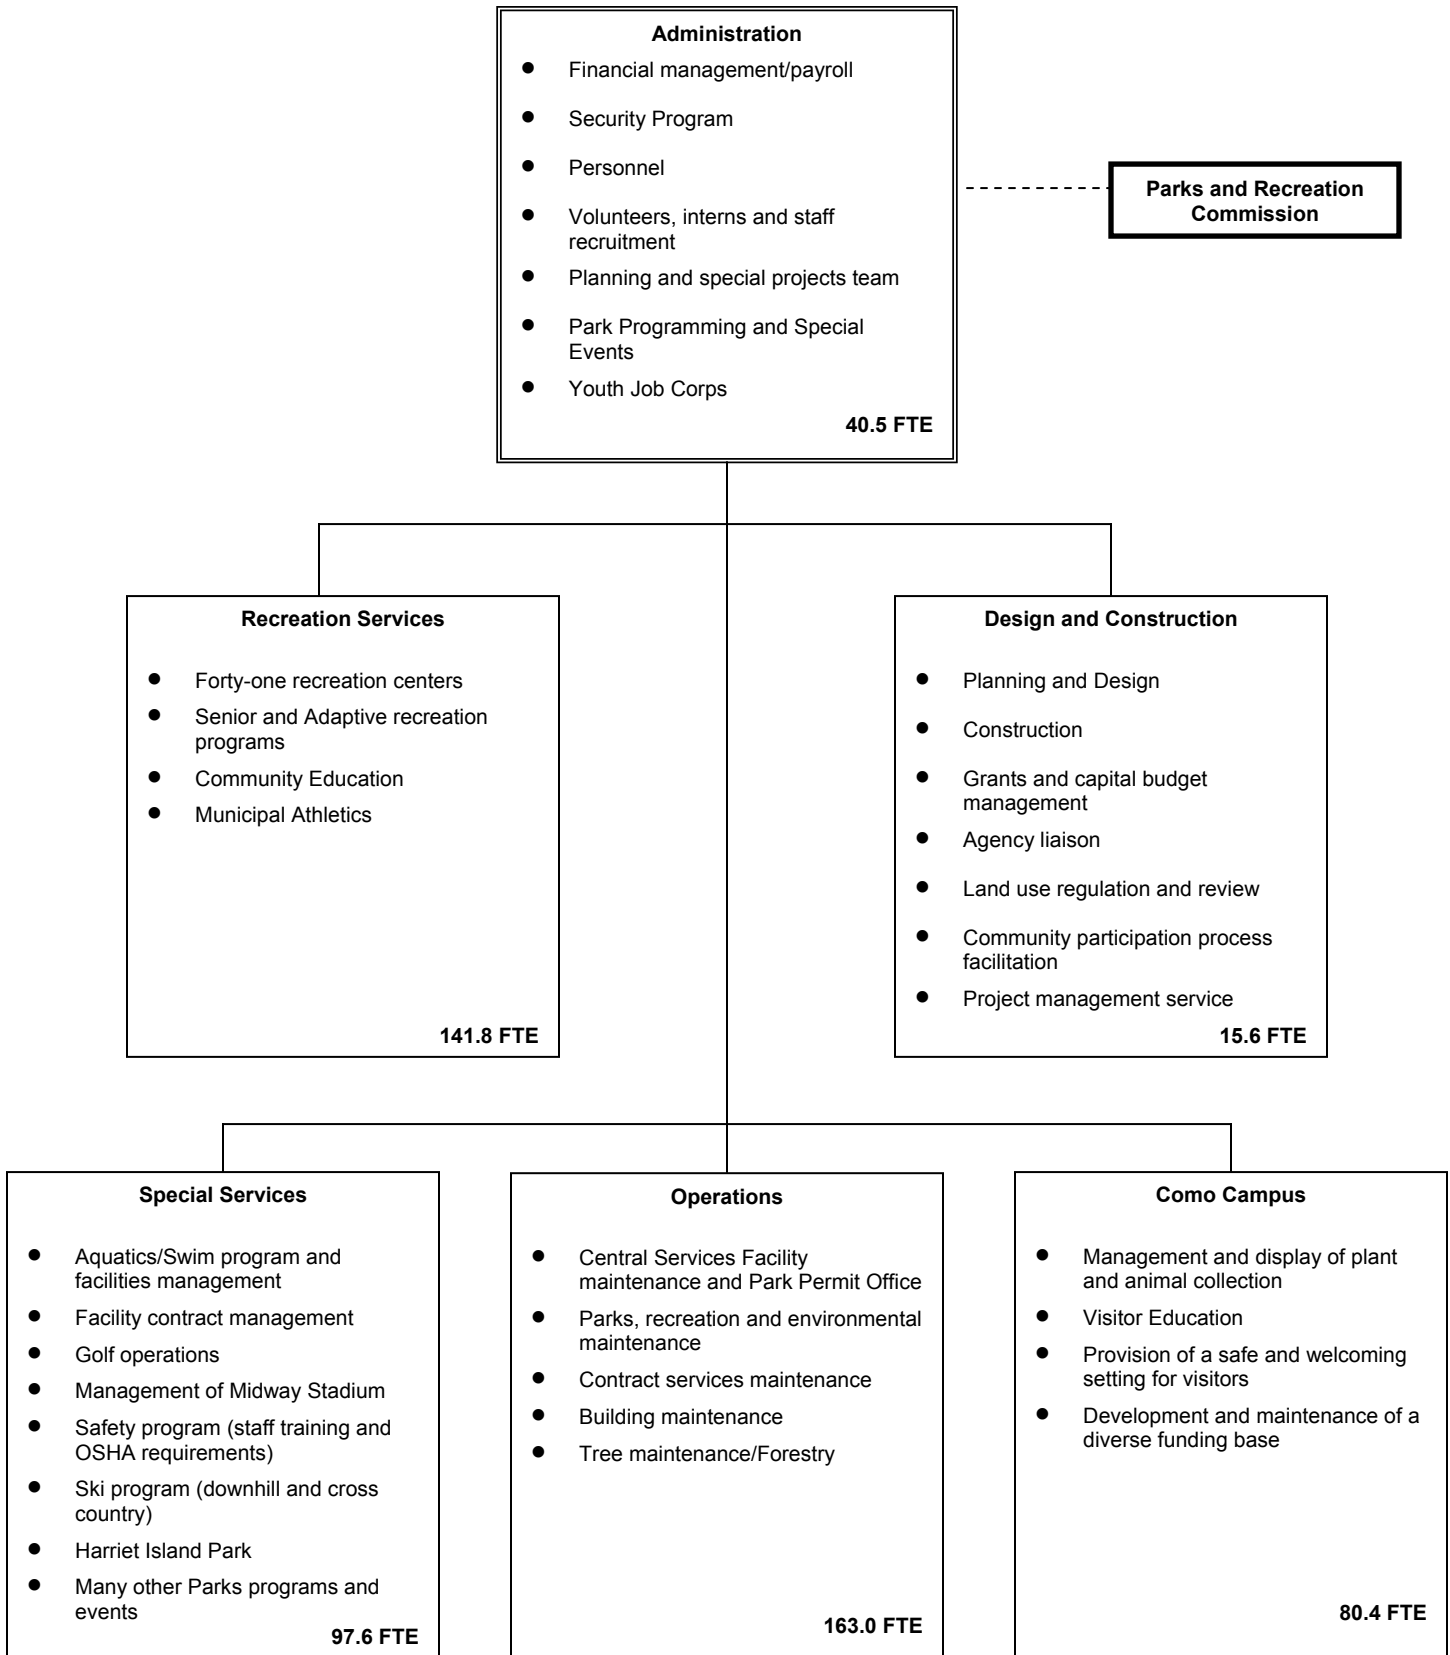 Administration
● Financial management/payroll
● Security Program
● Personnel
● Volunteers, interns and staff
recruitment
● Planning and special projects team
● Park Programming and Special
Events
● Youth Job Corps
40.5 FTE
Parks and Recreation
Commission
Recreation Services
● Forty-one recreation centers
● Senior and Adaptive recreation
programs
● Community Education
● Municipal Athletics
141.8 FTE
Design and Construction
● Planning and Design
● Construction
● Grants and capital budget
management
● Agency liaison
● Land use regulation and review
● Community participation process
facilitation
● Project management service
15.6 FTE
Special Services
● Aquatics/Swim program and
facilities management
● Facility contract management
● Golf operations
● Management of Midway Stadium
● Safety program (staff training and
OSHA requirements)
● Ski program (downhill and cross
country)
● Harriet Island Park
● Many other Parks programs and
events
97.6 FTE
Operations
● Central Services Facility
maintenance and Park Permit Office
● Parks, recreation and environmental
maintenance
● Contract services maintenance
● Building maintenance
● Tree maintenance/Forestry
163.0 FTE
Como Campus
● Management and display of plant
and animal collection
● Visitor Education
● Provision of a safe and welcoming
setting for visitors
● Development and maintenance of a
diverse funding base
80.4 FTE